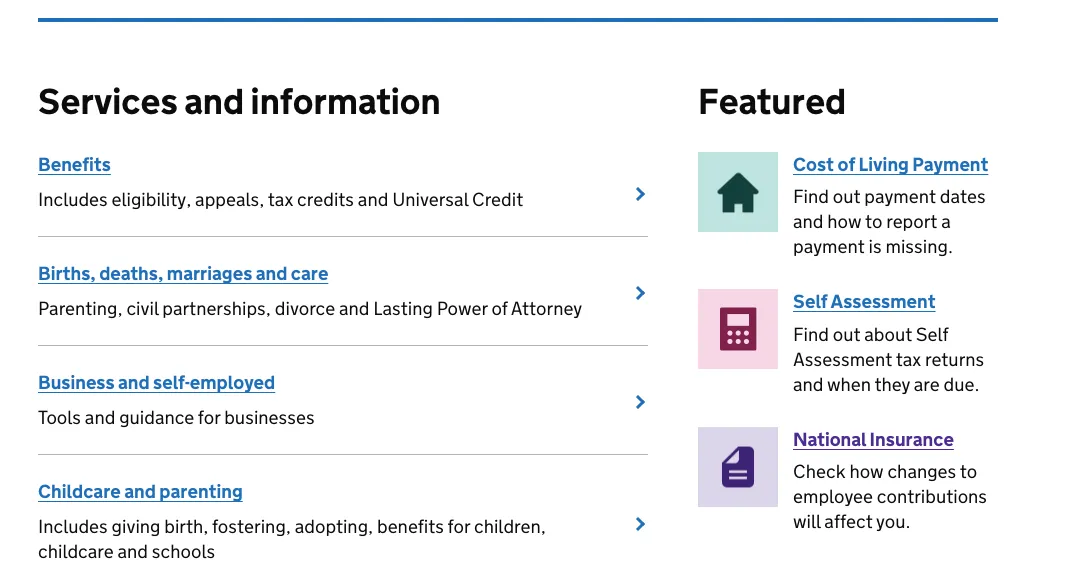 Services and information
Benefits
Includes eligibility, appeals, tax credits and Universal Credit
Births, deaths, marriages and care
Parenting, civil partnerships, divorce and Lasting Power of Attorney
Business and self-employed
Tools and guidance for businesses
Childcare and parenting
Includes giving birth, fostering, adopting, benefits for children,
childcare and schools
Featured
Cost of Living Payment
Find out payment dates
and how to report a
payment is missing.
Self Assessment
Find out about Self
Assessment tax returns
and when they are due.
National Insurance
Check how changes to
employee contributions
will affect you.